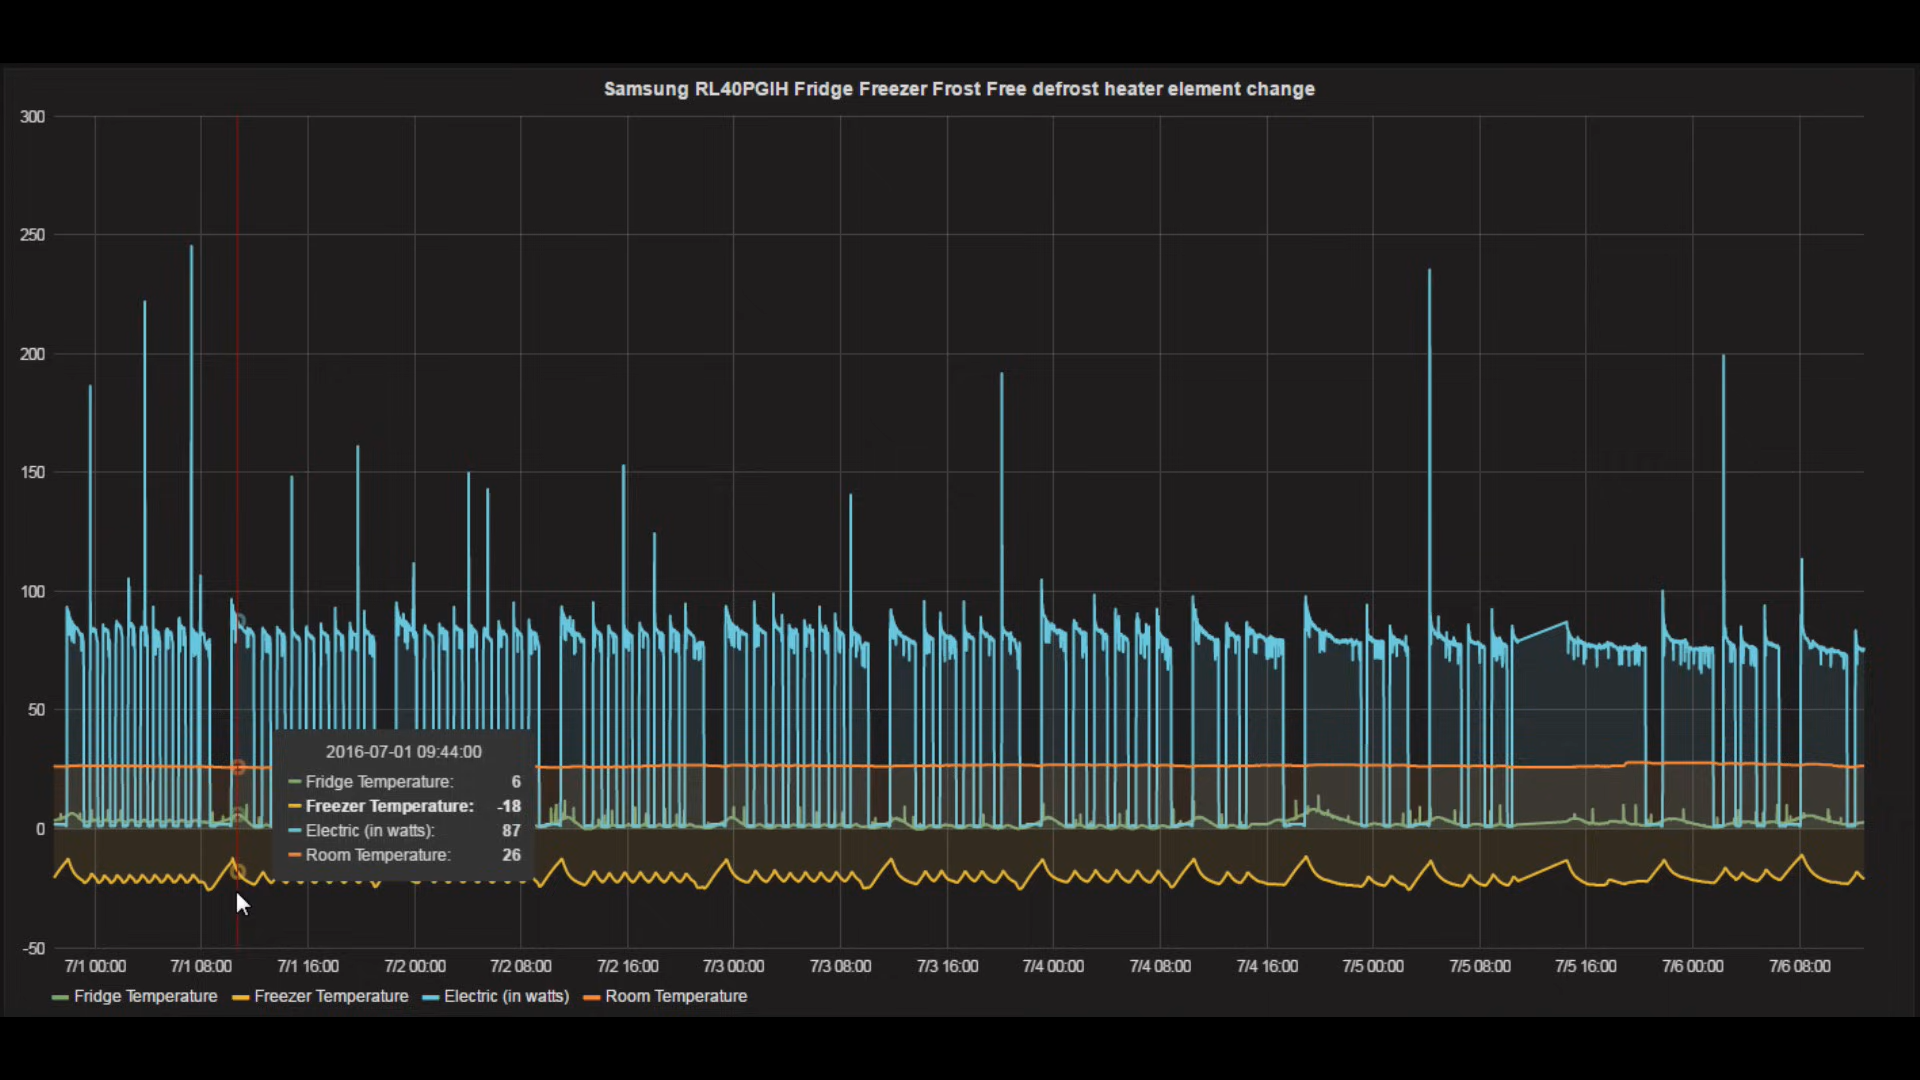 Samsung RL40PGIH Fridge Freezer Frost Free defrost heater element change
300
250
200
150
100
50
0
-50
2016-07-01 09:44:00
Fridge Temperature: 6
Freezer Temperature: -18
Electric (in watts): 87
Room Temperature: 26
7/1 00:00 7/1 08:00 7/1 16:00 7/2 00:00 7/2 08:00 7/2 16:00 7/3 00:00 7/3 08:00 7/3 16:00 7/4 00:00 7/4 08:00 7/4 16:00 7/5 00:00 7/5 08:00 7/5 16:00 7/6 00:00 7/6 08:00
Fridge Temperature Freezer Temperature Electric (in watts) Room Temperature